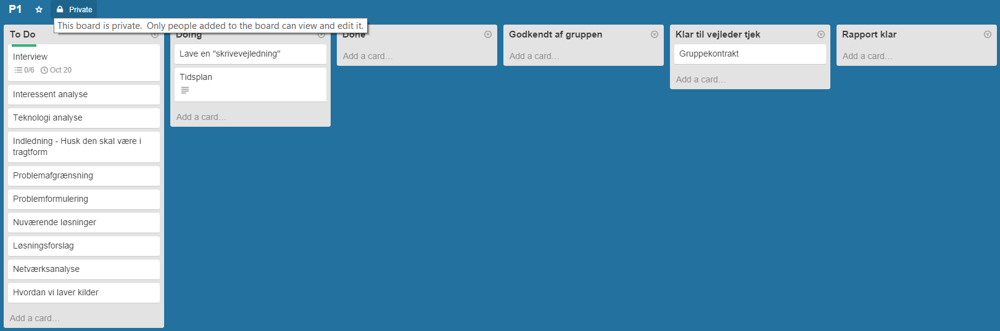 P1
Private
This board is private. Only people added to the board can view and edit it.
To Do
Interview
0/6 Oct 20
Interessent analyse
Teknologi analyse
Indledning - Husk den skal være i
tragtform
Problemafgrænsning
Problemformulering
Nuværende løsninger
Løsningsforslag
Netværksanalyse
Hvordan vi laver kilder
Add a card…
Doing
Lave en "skrivevejledning"
Tidsplan
Add a card…
Done
Add a card…
Godkendt af gruppen
Add a card…
Klar til vejleder tjek
Gruppekontrakt
Add a card…
Rapport klar
Add a card…